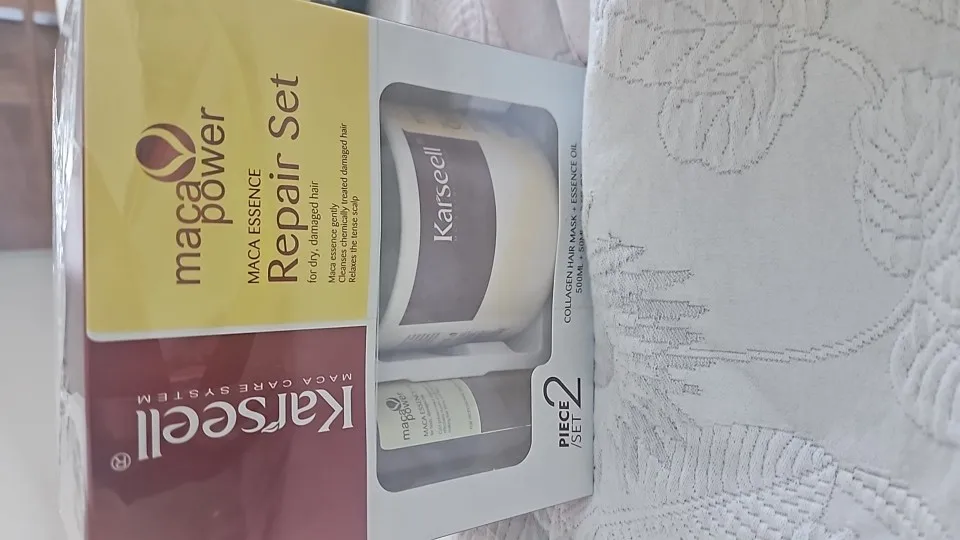 Karseell®
MACA CARE SYSTEM
maca
power
MACA ESSENCE
Repair Set
for dry, damaged hair
Maca essence gently
Cleanses chemically treated damaged hair
Relaxes the tense scalp
maca
power
MACA ESSENCE
Karseell
PIECE 2
/SET
COLLAGEN HAIR MASK + ESSENCE OIL
500ML + 50ML